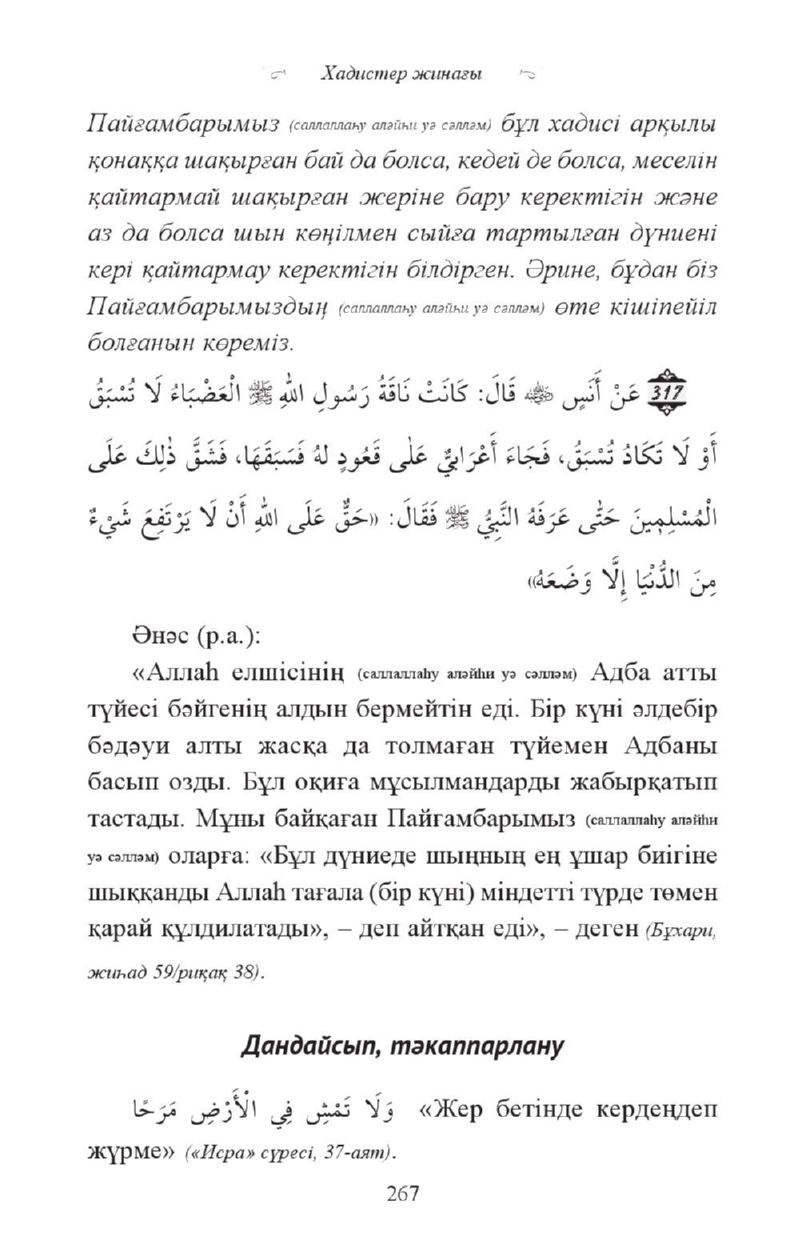 Хадистер жинағы
Пайғамбарымыз (саллаллаһу аләйһи уә сәлләм) бұл хадисі арқылы
қонаққа шақырған бай да болса, кедей де болса, меселін
қайтармай шақырған жеріне бару керектігін және
аз да болса шын көңілмен сыйға тартылған дүниені
кері қайтармау керектігін білдірген. Әрине, бұдан біз
Пайғамбарымыздың (саллаллаһу аләйһи уә сәлләм) өте кішіпейіл
болғанын көреміз.
317 عَنْ أَنَسٍ ﵁ قَالَ: كَانَتْ نَاقَةُ رَسُولِ اللهِ ﷺ الْعَضْبَاءُ لَا تُسْبَقُ
أَوْ لَا تَكَادُ تُسْبَقُ، فَجَاءَ أَعْرَابِيٌّ عَلٰى قَعُودٍ لهُ فَسَبَقَهَا، فَشَقَّ ذٰلِكَ عَلَى
الْمُسْلِمِينَ حَتّٰى عَرَفَهُ النَّبِيُّ ﷺ فَقَالَ: «حَقٌّ عَلَى اللهِ أَنْ لَا يَرْتَفِعَ شَيْءٌ
مِنَ الدُّنْيَا إِلَّا وَضَعَهُ»
Әнәс (р.а.):
«Аллаһ елшісінің (саллаллаһу аләйһи уә сәлләм) Адба атты
түйесі бәйгенің алдын бермейтін еді. Бір күні әлдебір
бәдәуи алты жасқа да толмаған түйемен Адбаны
басып озды. Бұл оқиға мұсылмандарды жабырқатып
тастады. Мұны байқаған Пайғамбарымыз (саллаллаһу аләйһи
уә сәлләм) оларға: «Бұл дүниеде шыңның ең ұшар биігіне
шыққанды Аллаһ тағала (бір күні) міндетті түрде төмен
қарай құлдилатады», – деп айтқан еді», – деген (Бұхари,
жиһад 59/риқақ 38).
Дандайсып, тәкаппарлану
وَلَا تَمْشِ فِي الْأَرْضِ مَرَحًا «Жер бетінде кердеңдеп
жүрме» («Исра» сүресі, 37-аят).
267